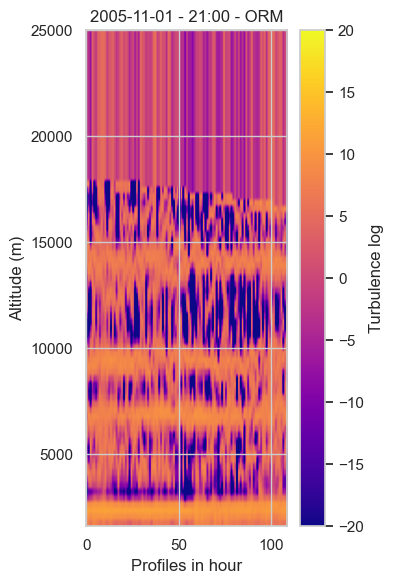 2005-11-01 - 21:00 - ORM
25000
20000
15000
10000
5000
Altitude (m)
0 50 100
Profiles in hour
20
15
10
5
0
−5
−10
−15
−20
Turbulence log